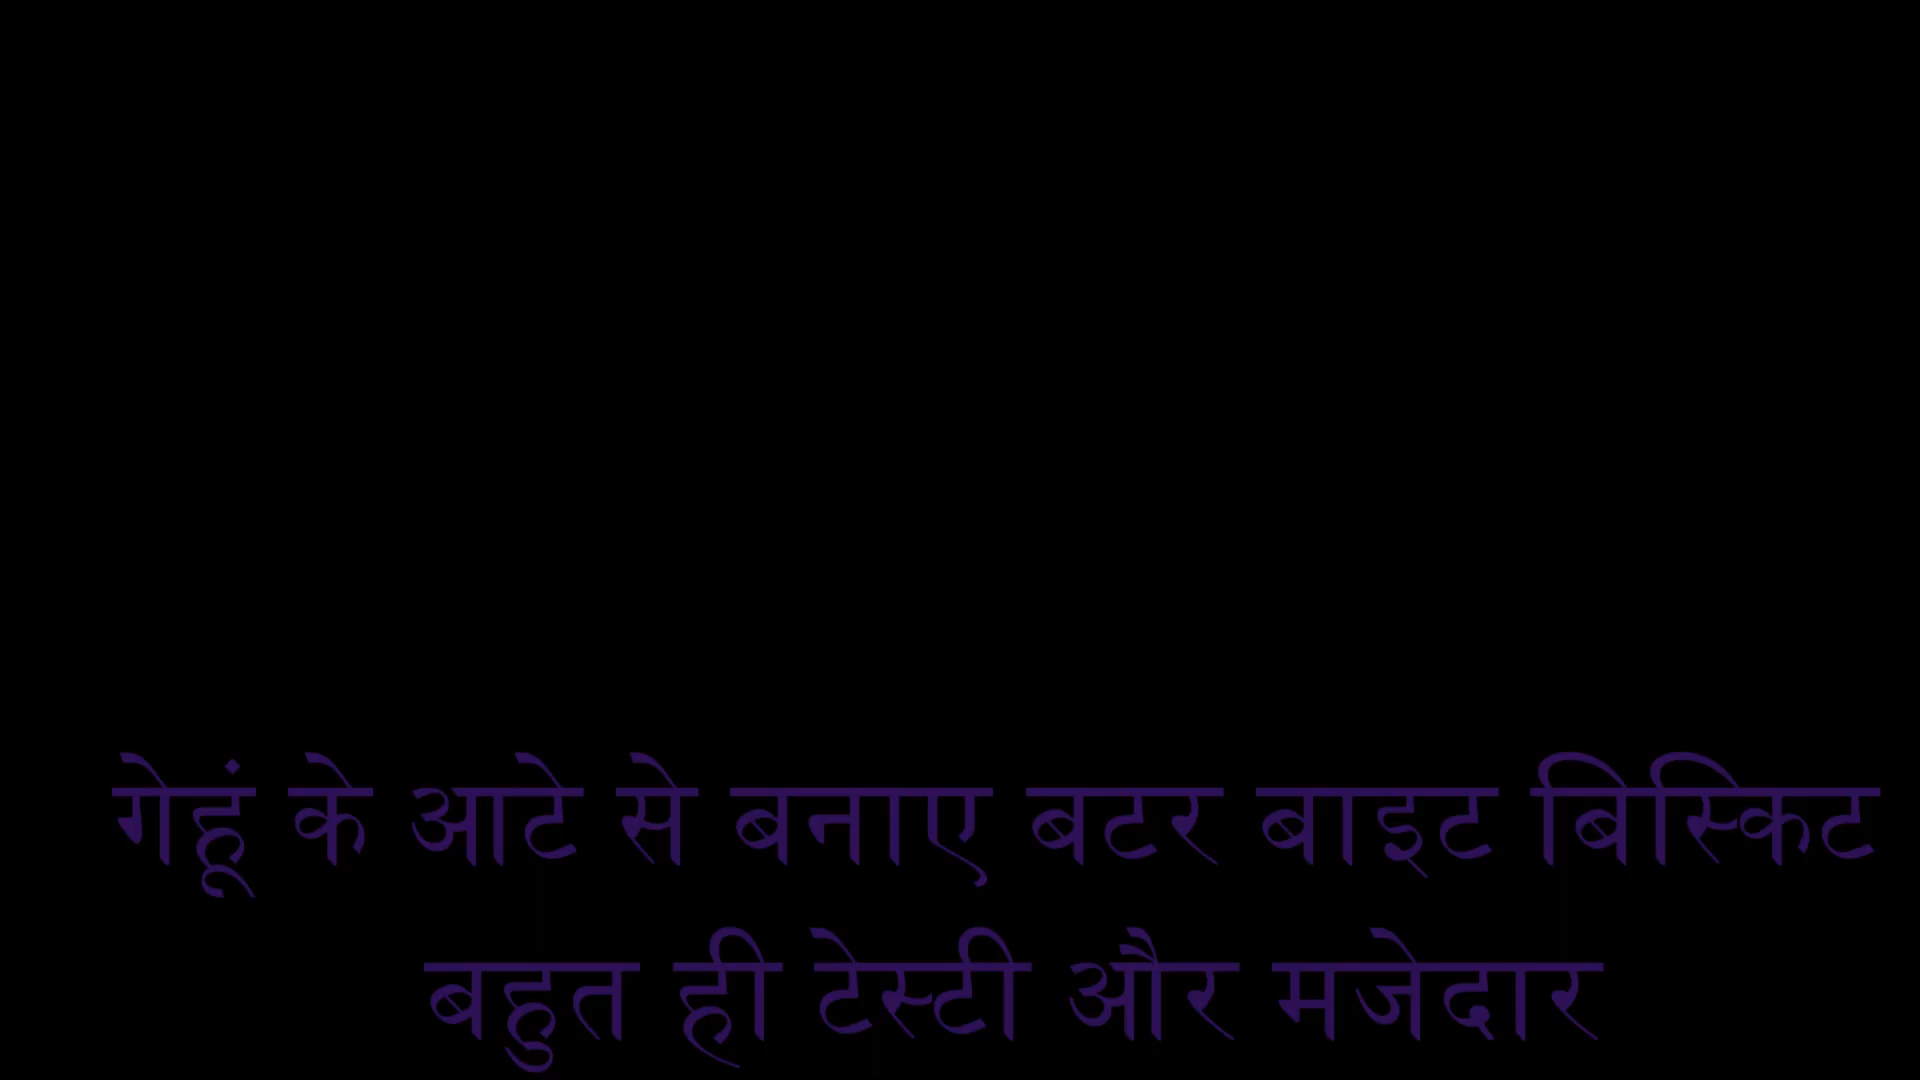 गेहूं के आटे से बनाए बटर बाइट बिस्किट
बहुत ही टेस्टी और मजेदार